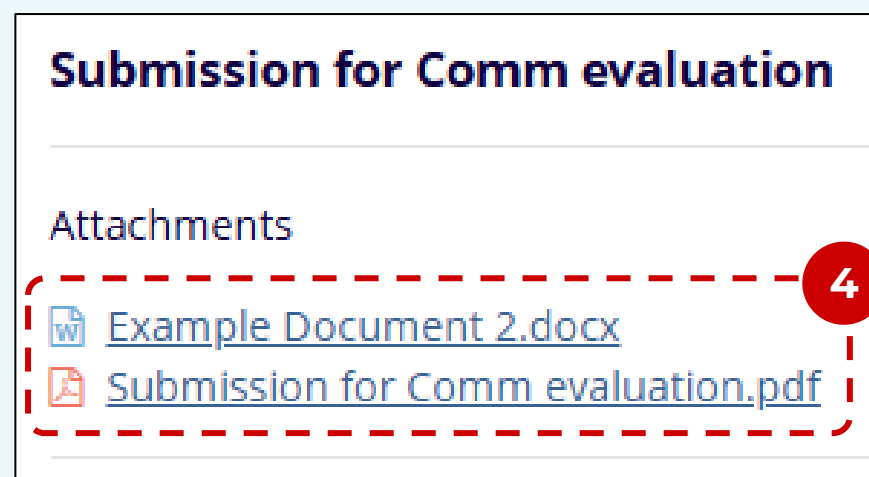 Submission for Comm evaluation
Attachments
4
W Example Document 2.docx
Submission for Comm evaluation.pdf